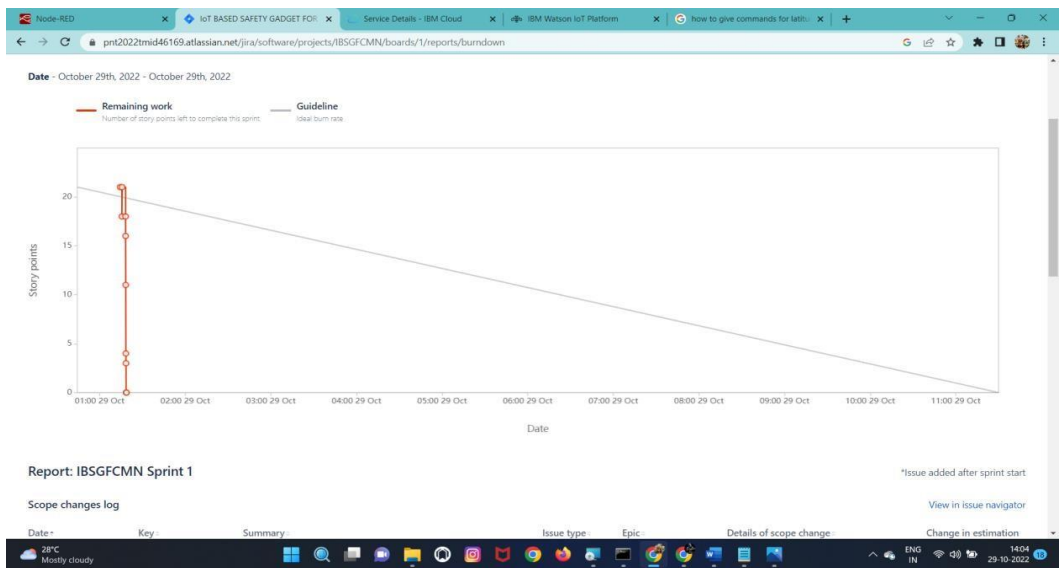 Node-RED
IoT BASED SAFETY GADGET FOR
Service Details - IBM Cloud
IBM Watson IoT Platform
how to give commands for latitu
pnt2022tmid46169.atlassian.net/jira/software/projects/IBSGFCMN/boards/1/reports/burndown
Date - October 29th, 2022 - October 29th, 2022
Remaining work
Number of story points left to complete this sprint
Guideline
Ideal burn rate
20
15
10
5
0
Story points
01:00 29 Oct 02:00 29 Oct 03:00 29 Oct 04:00 29 Oct 05:00 29 Oct 06:00 29 Oct 07:00 29 Oct 08:00 29 Oct 09:00 29 Oct 10:00 29 Oct 11:00 29 Oct
Date
Report: IBSGFCMN Sprint 1
*Issue added after sprint start
Scope changes log
View in issue navigator
Date Key Summary Issue type Epic Details of scope change Change in estimation
28°C
Mostly cloudy
ENG
IN
14:04
29-10-2022
18